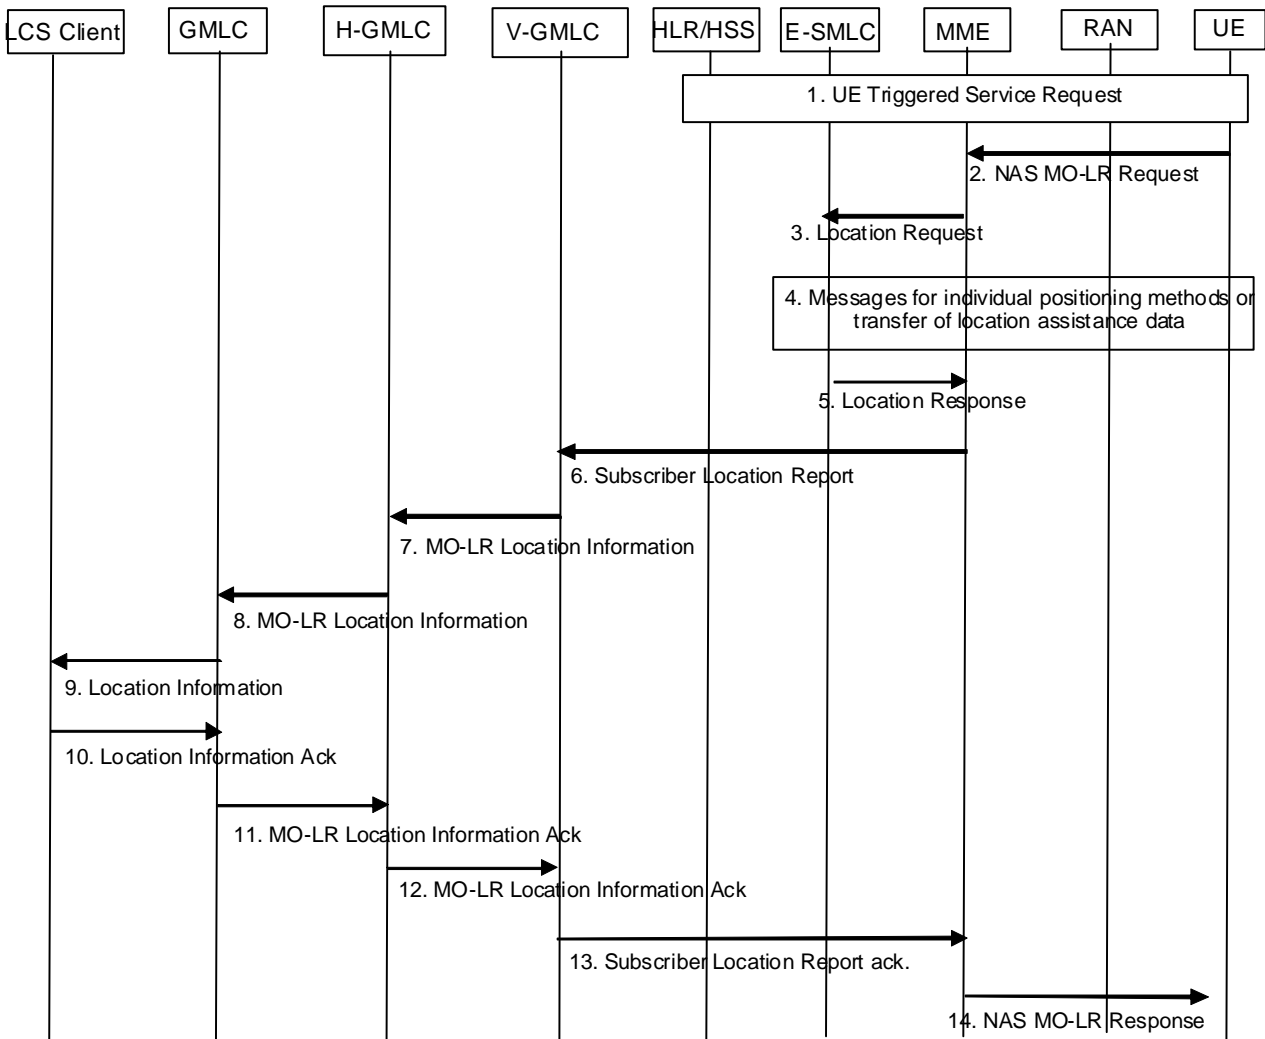 LCS Client
GMLC
H-GMLC
V-GMLC
HLR/HSS
E-SMLC
MME
RAN
UE
1. UE Triggered Service Request
2. NAS MO-LR Request
3. Location Request
4. Messages for individual positioning methods or
transfer of location assistance data
5. Location Response
6. Subscriber Location Report
7. MO-LR Location Information
8. MO-LR Location Information
9. Location Information
10. Location Information Ack
11. MO-LR Location Information Ack
12. MO-LR Location Information Ack
13. Subscriber Location Report ack.
14. NAS MO-LR Response